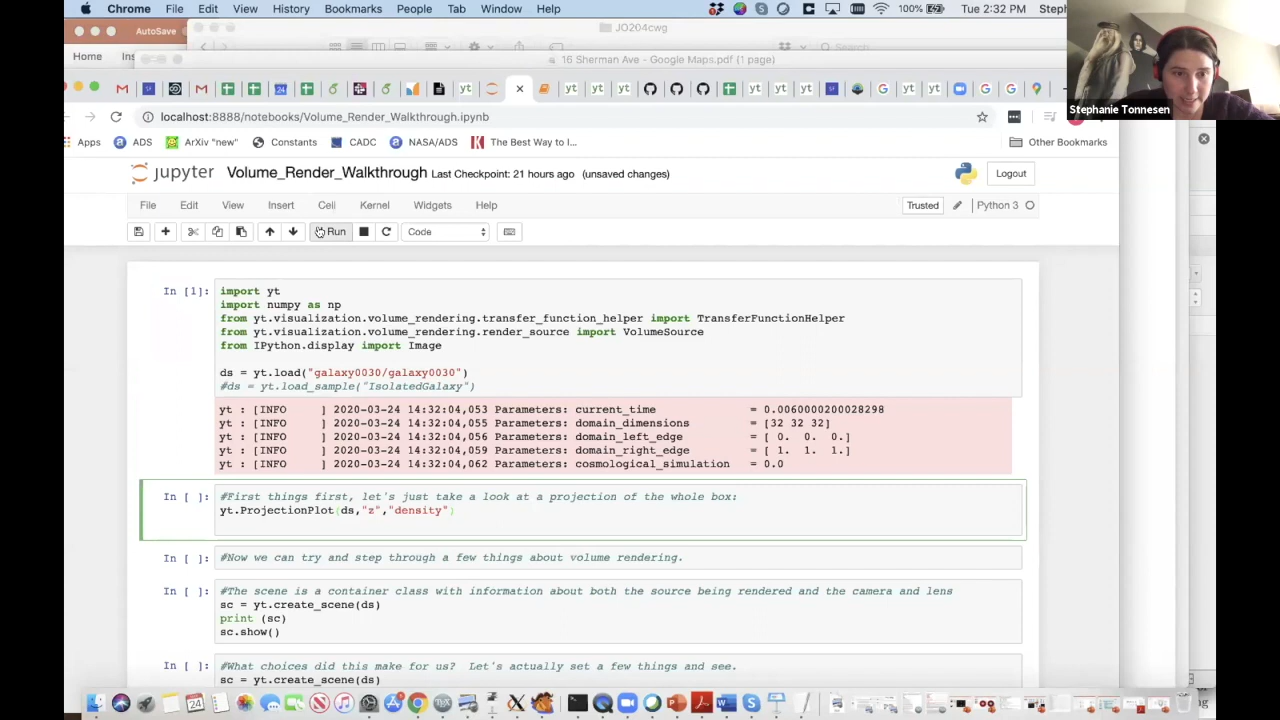 Chrome File Edit View History Bookmarks People Tab Window Help 100% Tue 2:32 PM Steph
AutoSave
JO204cwg
Home Ins
Search
16 Sherman Ave - Google Maps.pdf (1 page)
Stephanie Tonnesen
localhost:8888/notebooks/Volume_Render_Walkthrough.ipynb
Apps ADS ArXiv "new" Constants CADC NASA/ADS The Best Way to I... Other Bookmarks
jupyter Volume_Render_Walkthrough Last Checkpoint: 21 hours ago (unsaved changes) Logout
File Edit View Insert Cell Kernel Widgets Help Trusted Python 3
Run Code
In [1]: import yt
import numpy as np
from yt.visualization.volume_rendering.transfer_function_helper import TransferFunctionHelper
from yt.visualization.volume_rendering.render_source import VolumeSource
from IPython.display import Image
ds = yt.load("galaxy0030/galaxy0030")
#ds = yt.load_sample("IsolatedGalaxy")
yt : [INFO ] 2020-03-24 14:32:04,053 Parameters: current_time = 0.0060000200028298
yt : [INFO ] 2020-03-24 14:32:04,055 Parameters: domain_dimensions = [32 32 32]
yt : [INFO ] 2020-03-24 14:32:04,056 Parameters: domain_left_edge = [ 0. 0. 0.]
yt : [INFO ] 2020-03-24 14:32:04,059 Parameters: domain_right_edge = [ 1. 1. 1.]
yt : [INFO ] 2020-03-24 14:32:04,062 Parameters: cosmological_simulation = 0.0
In [ ]: #First things first, let's just take a look at a projection of the whole box:
yt.ProjectionPlot(ds,"z","density")
In [ ]: #Now we can try and step through a few things about volume rendering.
In [ ]: #The scene is a container class with information about both the source being rendered and the camera and lens
sc = yt.create_scene(ds)
print (sc)
sc.show()
In [ ]: #What choices did this make for us? Let's actually set a few things and see.
sc = yt.create_scene(ds)